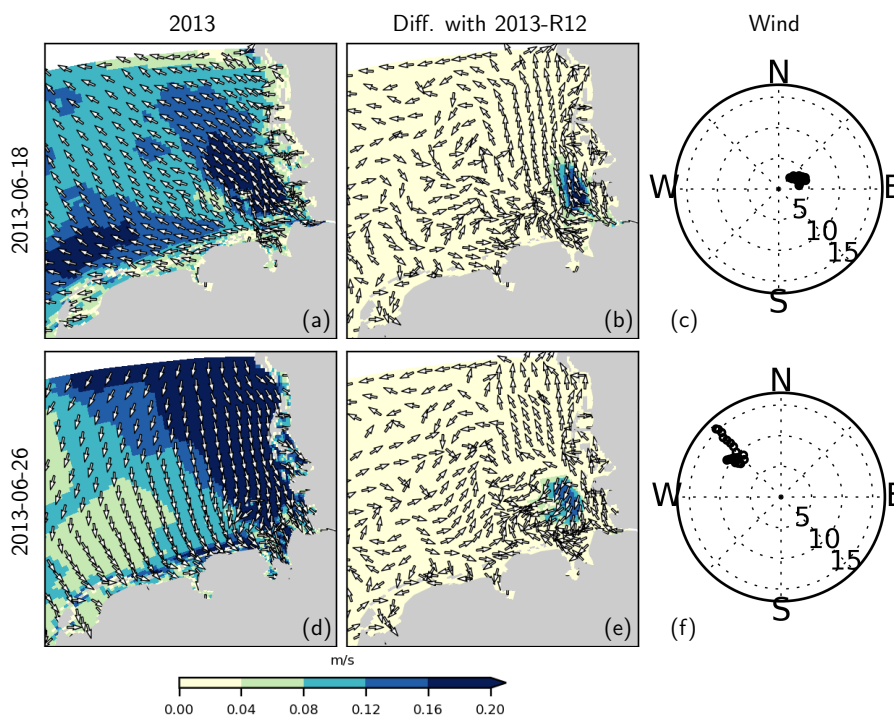 2013 Diff. with 2013-R12 Wind
2013-06-18
(a) (b) (c)
N
W E
S
5
10
15
2013-06-26
(d) (e) (f)
N
W E
S
5
10
15
m/s
0.00 0.04 0.08 0.12 0.16 0.20